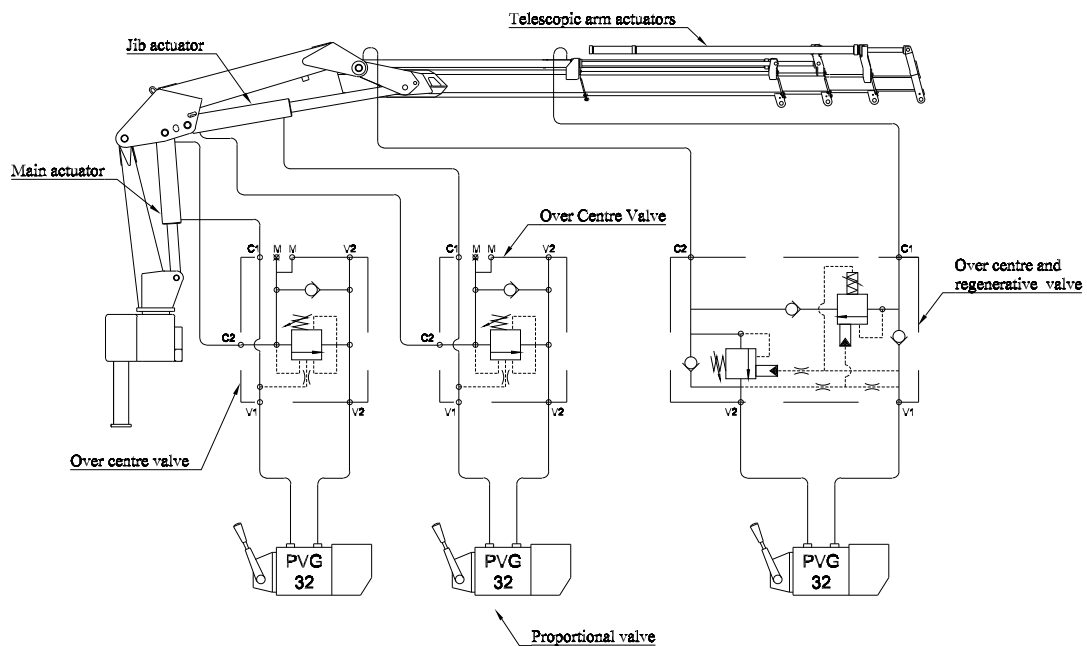 Telescopic arm actuators
Jib actuator
Main actuator
Over Centre Valve
C1 M M V2
C1 M M V2
C2 C1
Over centre and
regenerative valve
C2
C2
V1 V2
V1 V2
V2 V1
Over centre valve
PVG
32
PVG
32
PVG
32
Proportional valve